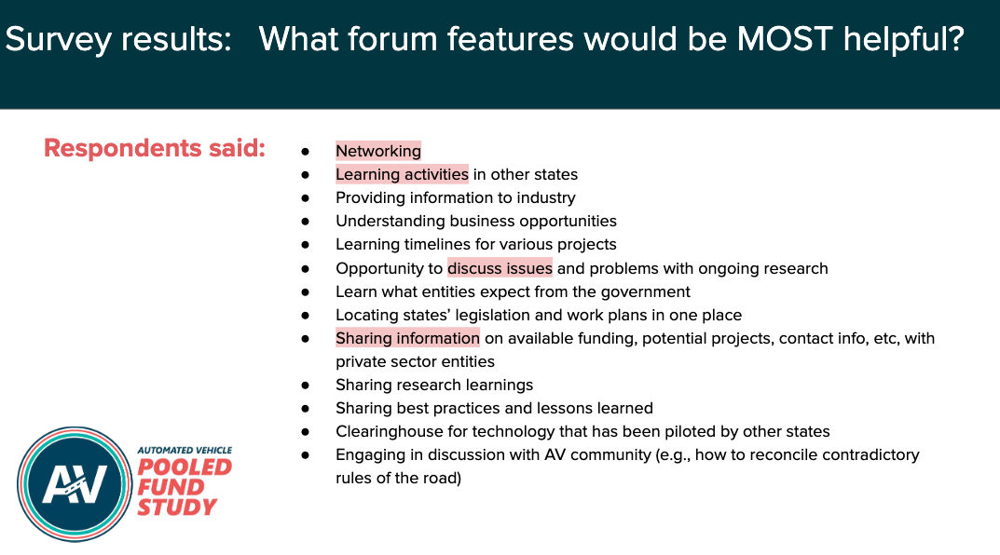 Survey results: What forum features would be MOST helpful?
Respondents said:
● Networking
● Learning activities in other states
● Providing information to industry
● Understanding business opportunities
● Learning timelines for various projects
● Opportunity to discuss issues and problems with ongoing research
● Learn what entities expect from the government
● Locating states’ legislation and work plans in one place
● Sharing information on available funding, potential projects, contact info, etc, with
private sector entities
● Sharing research learnings
● Sharing best practices and lessons learned
● Clearinghouse for technology that has been piloted by other states
● Engaging in discussion with AV community (e.g., how to reconcile contradictory
rules of the road)
AV
AUTOMATED VEHICLE
POOLED
FUND
STUDY